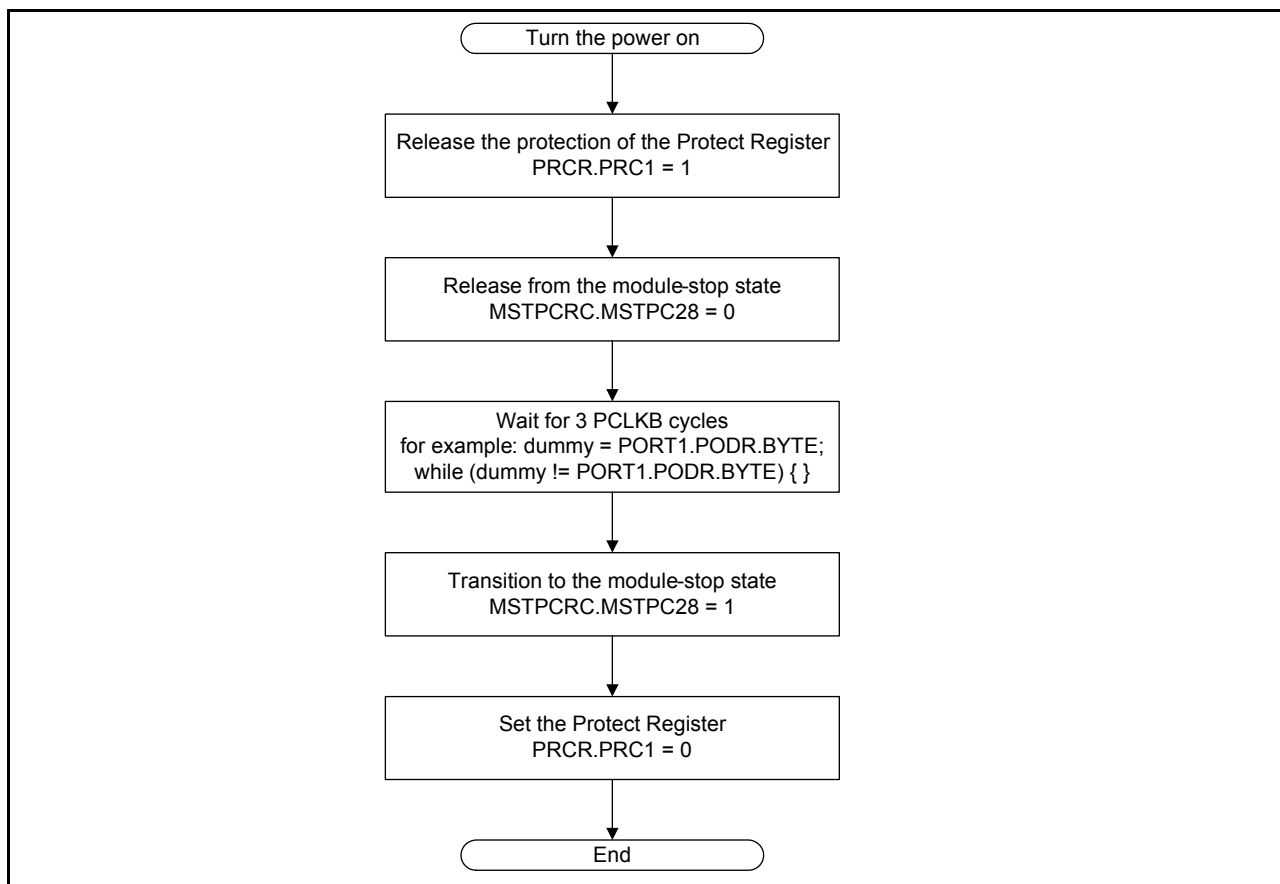 Turn the power on
Release the protection of the Protect Register
PRCR.PRC1 = 1
Release from the module-stop state
MSTPCRC.MSTPC28 = 0
Wait for 3 PCLKB cycles
for example: dummy = PORT1.PODR.BYTE;
while (dummy != PORT1.PODR.BYTE) { }
Transition to the module-stop state
MSTPCRC.MSTPC28 = 1
Set the Protect Register
PRCR.PRC1 = 0
End